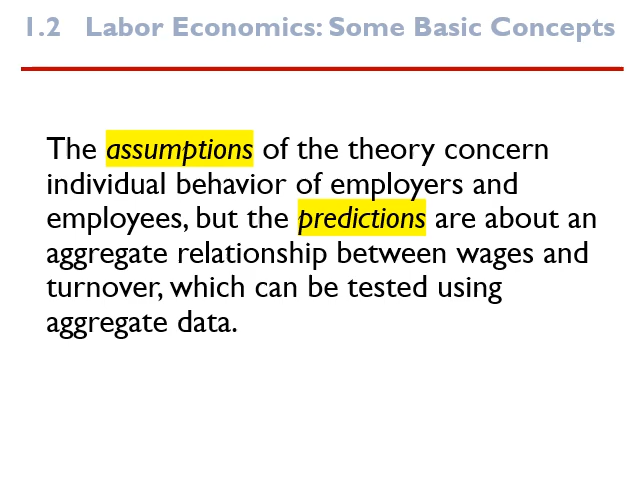 1.2 Labor Economics: Some Basic Concepts
The assumptions of the theory concern
individual behavior of employers and
employees, but the predictions are about an
aggregate relationship between wages and
turnover, which can be tested using
aggregate data.